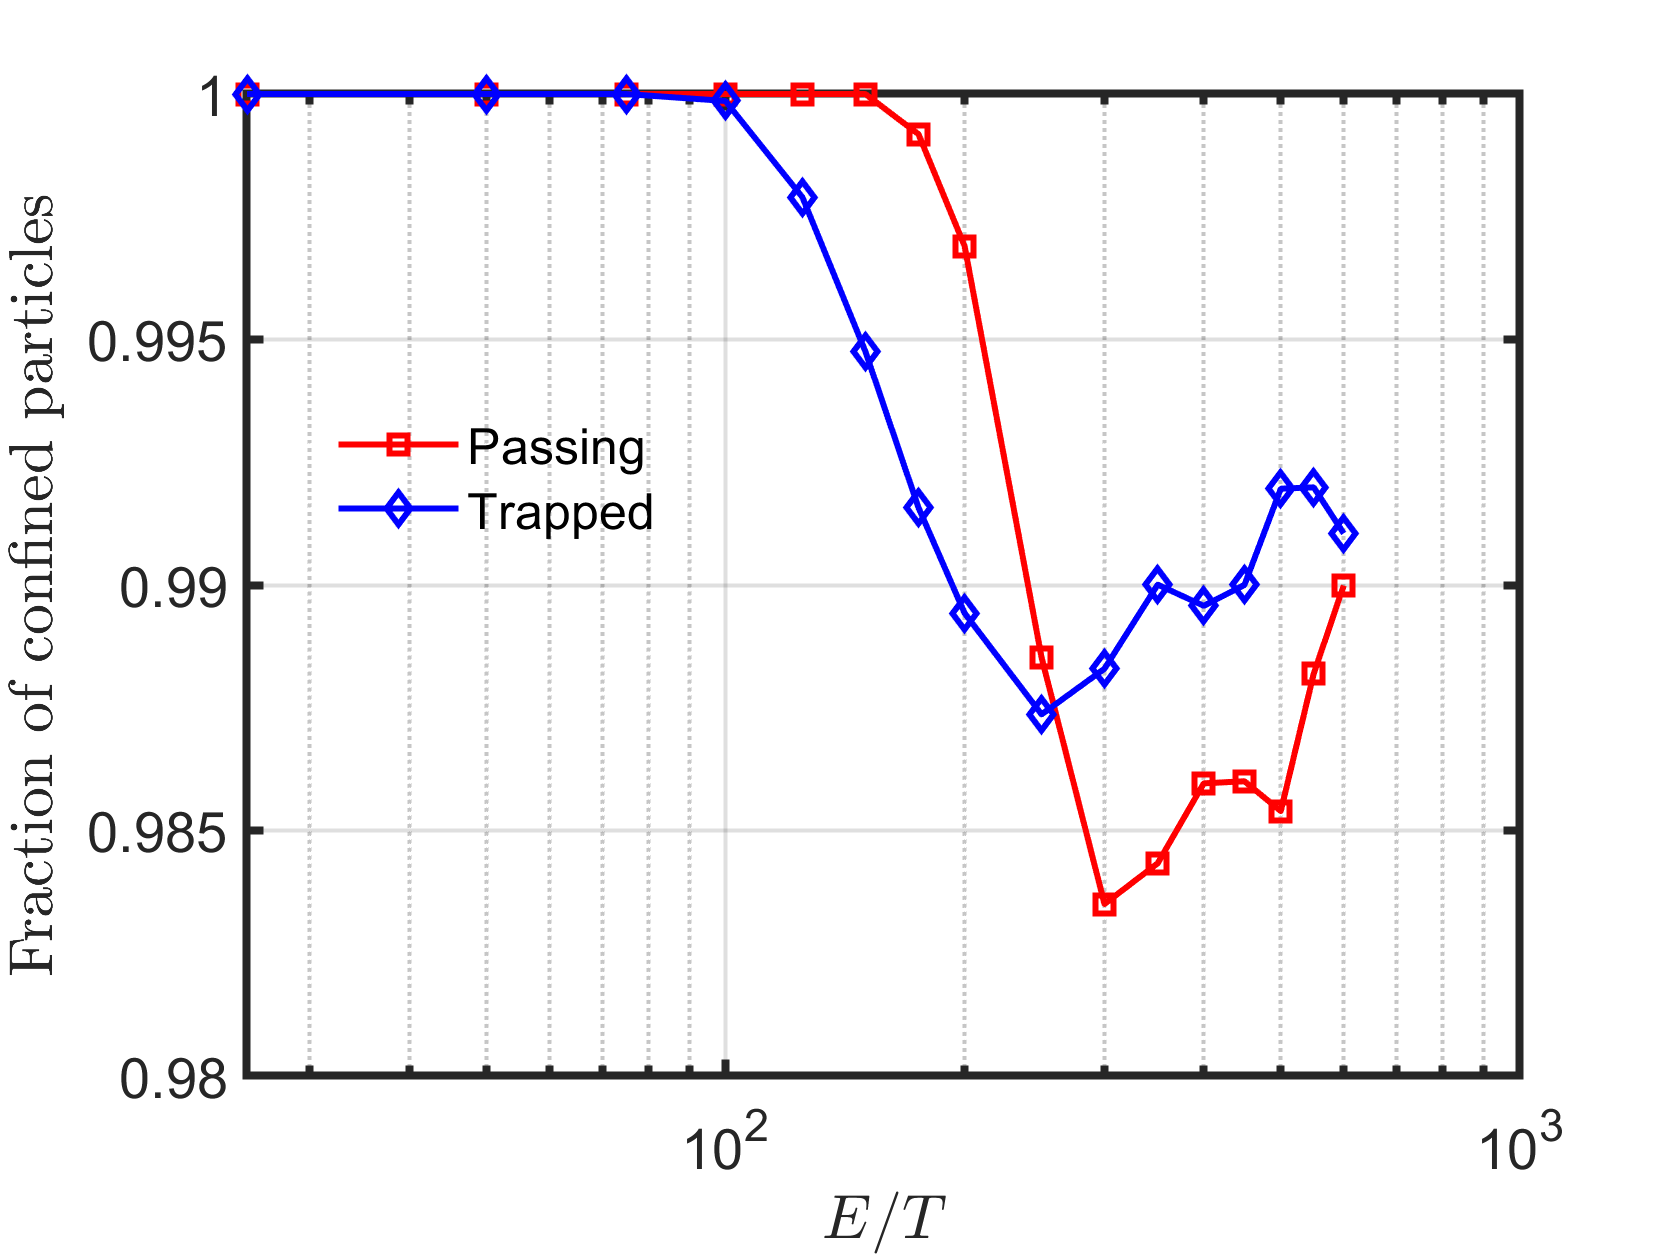 Fraction of confined particles
1
0.995
0.99
0.985
0.98
Passing
Trapped
10²
10³
E/T